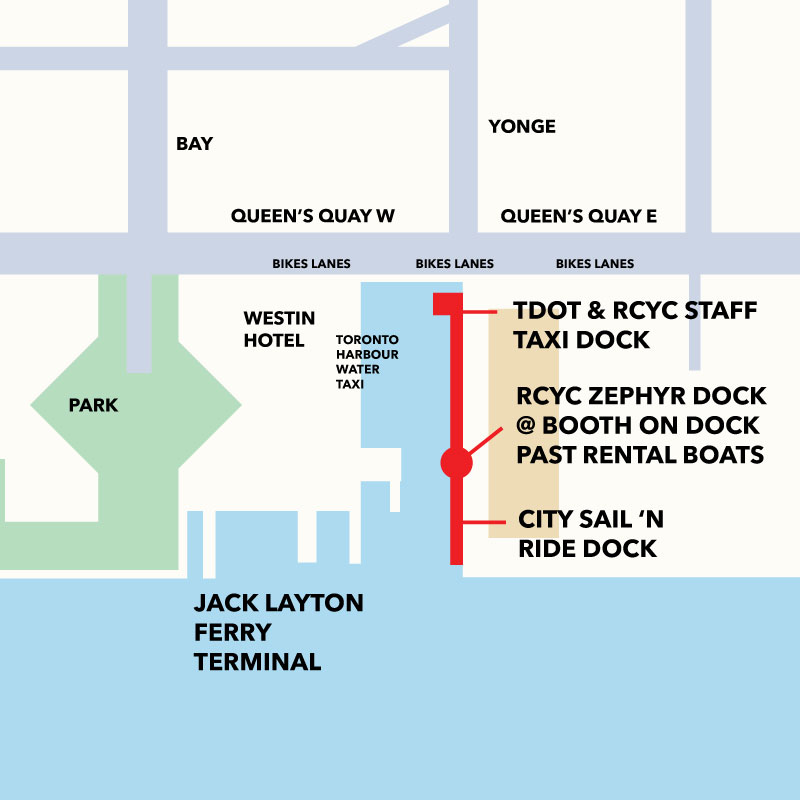 YONGE
BAY
QUEEN’S QUAY W
QUEEN’S QUAY E
BIKES LANES
BIKES LANES
BIKES LANES
TDOT & RCYC STAFF
TAXI DOCK
WESTIN
HOTEL
TORONTO
HARBOUR
WATER
TAXI
PARK
RCYC ZEPHYR DOCK
@ BOOTH ON DOCK
PAST RENTAL BOATS
CITY SAIL ‘N
RIDE DOCK
JACK LAYTON
FERRY
TERMINAL